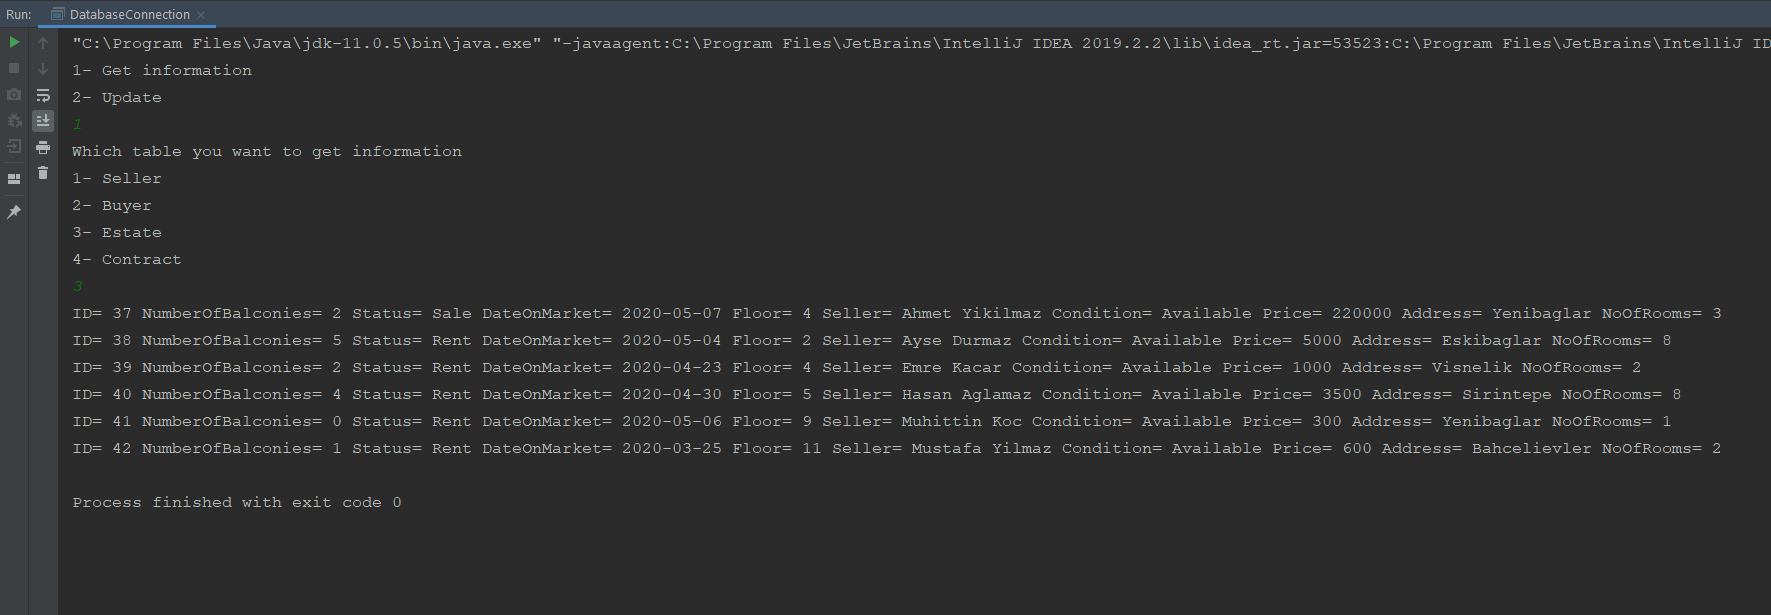 Run: DatabaseConnection
"C:\Program Files\Java\jdk-11.0.5\bin\java.exe" "-javaagent:C:\Program Files\JetBrains\IntelliJ IDEA 2019.2.2\lib\idea_rt.jar=53523:C:\Program Files\JetBrains\IntelliJ ID
1- Get information
2- Update
1
Which table you want to get information
1- Seller
2- Buyer
3- Estate
4- Contract
3
ID= 37 NumberOfBalconies= 2 Status= Sale DateOnMarket= 2020-05-07 Floor= 4 Seller= Ahmet Yikilmaz Condition= Available Price= 220000 Address= Yenibaglar NoOfRooms= 3
ID= 38 NumberOfBalconies= 5 Status= Rent DateOnMarket= 2020-05-04 Floor= 2 Seller= Ayse Durmaz Condition= Available Price= 5000 Address= Eskibaglar NoOfRooms= 8
ID= 39 NumberOfBalconies= 2 Status= Rent DateOnMarket= 2020-04-23 Floor= 4 Seller= Emre Kacar Condition= Available Price= 1000 Address= Visnelik NoOfRooms= 2
ID= 40 NumberOfBalconies= 4 Status= Rent DateOnMarket= 2020-04-30 Floor= 5 Seller= Hasan Aglamaz Condition= Available Price= 3500 Address= Sirintepe NoOfRooms= 8
ID= 41 NumberOfBalconies= 0 Status= Rent DateOnMarket= 2020-05-06 Floor= 9 Seller= Muhittin Koc Condition= Available Price= 300 Address= Yenibaglar NoOfRooms= 1
ID= 42 NumberOfBalconies= 1 Status= Rent DateOnMarket= 2020-03-25 Floor= 11 Seller= Mustafa Yilmaz Condition= Available Price= 600 Address= Bahcelievler NoOfRooms= 2
Process finished with exit code 0